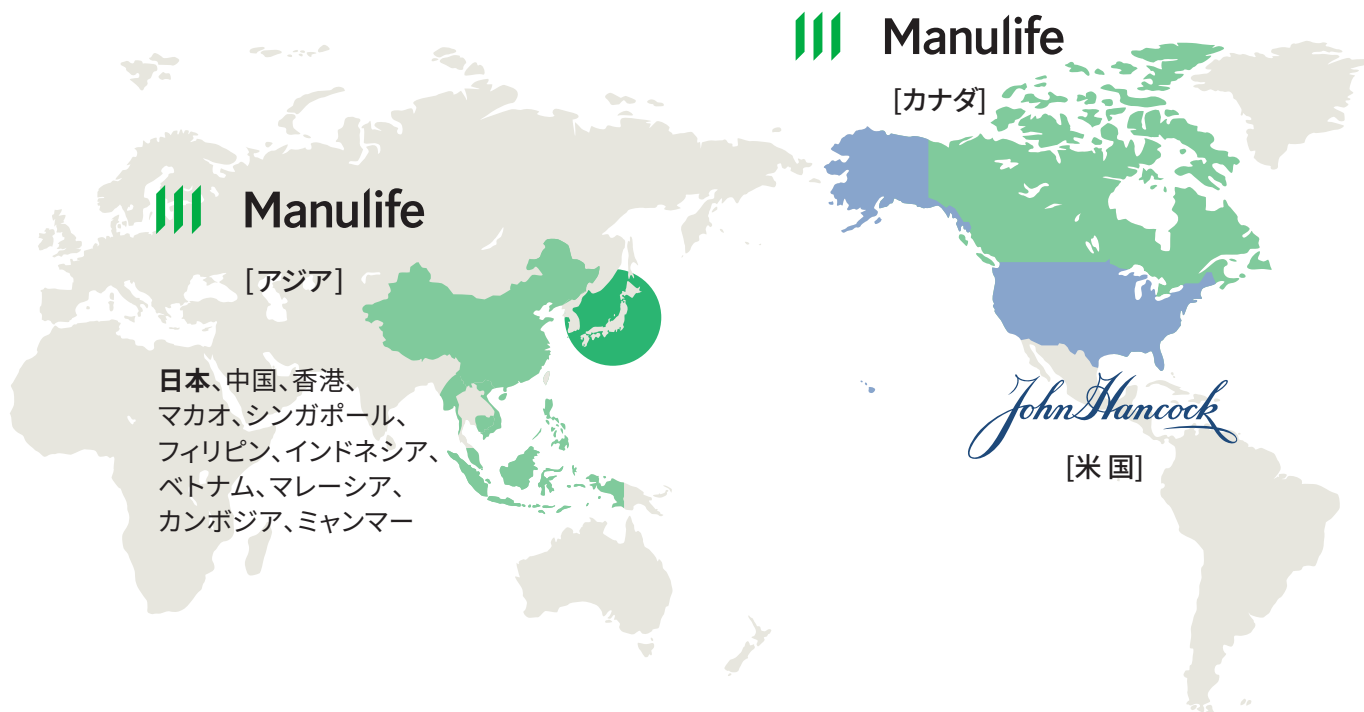 Manulife
[カナダ]
Manulife
[アジア]
日本、中国、香港、
マカオ、シンガポール、
フィリピン、インドネシア、
ベトナム、マレーシア、
カンボジア、ミャンマー
John Hancock
[米 国]